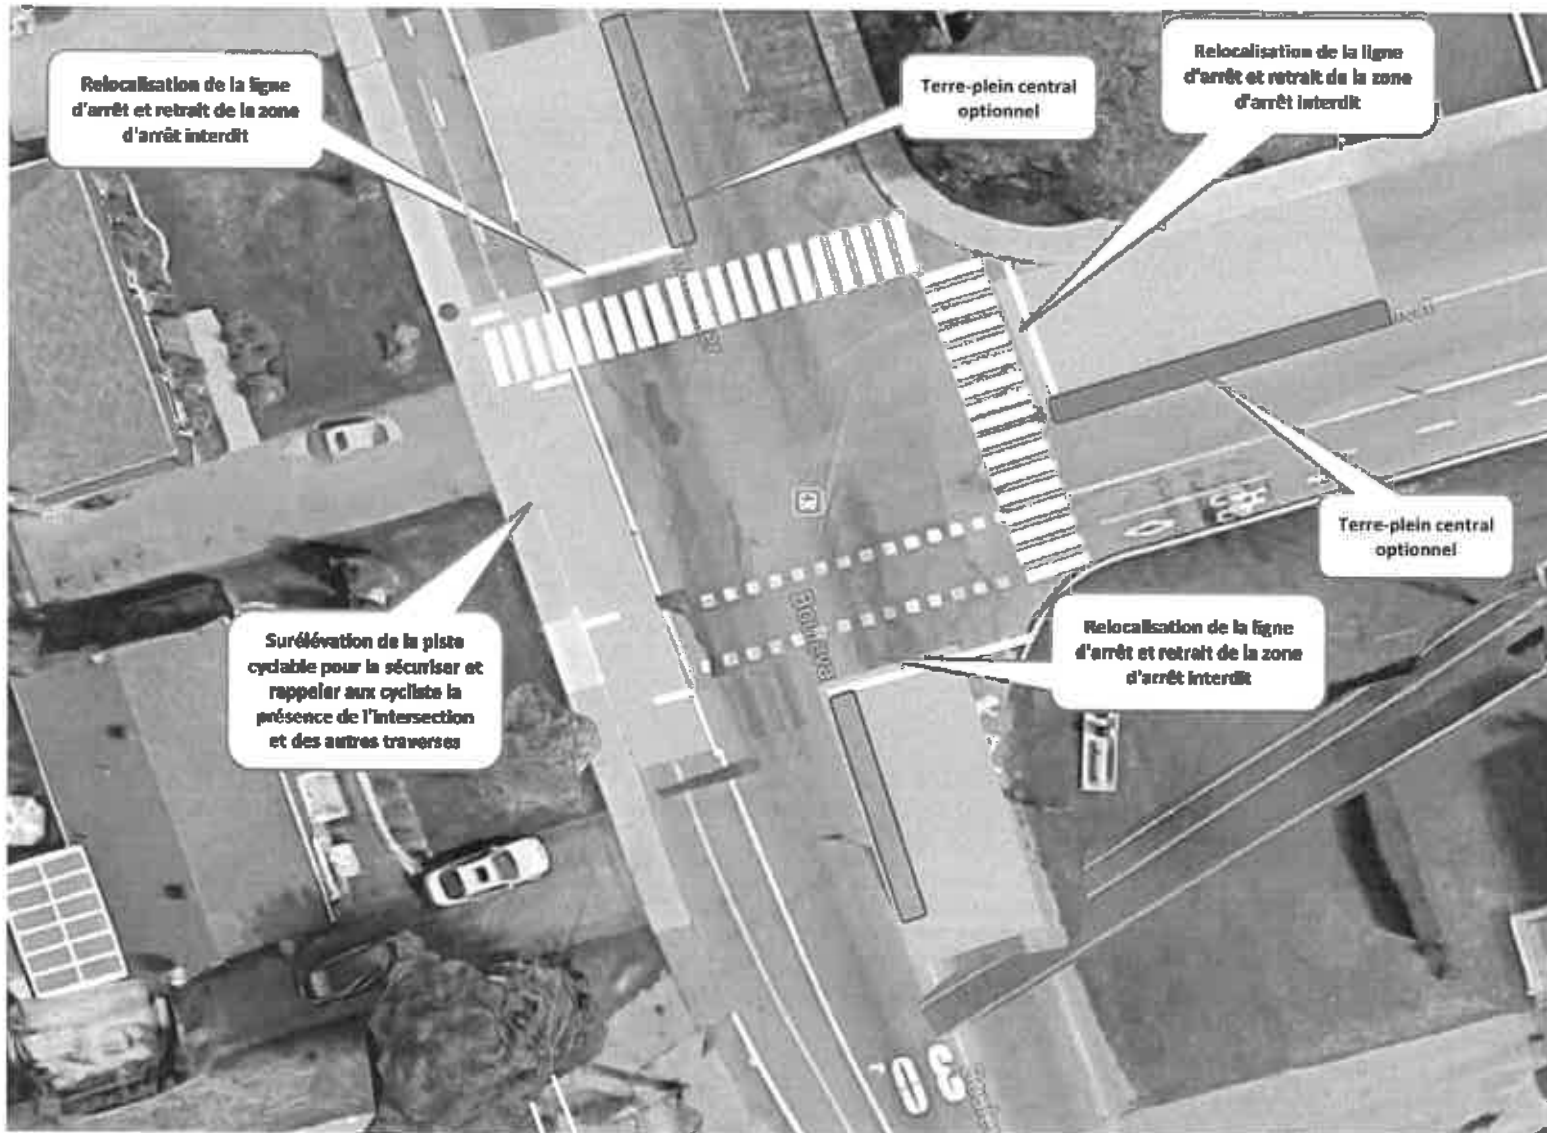 Relocalisation de la ligne
d'arrêt et retrait de la zone
d'arrêt interdit
Terre-plein central
optionnel
Relocalisation de la ligne
d'arrêt et retrait de la zone
d'arrêt interdit
Terre-plein central
optionnel
Surélévation de la piste
cyclable pour la sécuriser et
rappeler aux cycliste la
présence de l'intersection
et des autres traverses
Relocalisation de la ligne
d'arrêt et retrait de la zone
d'arrêt interdit
30